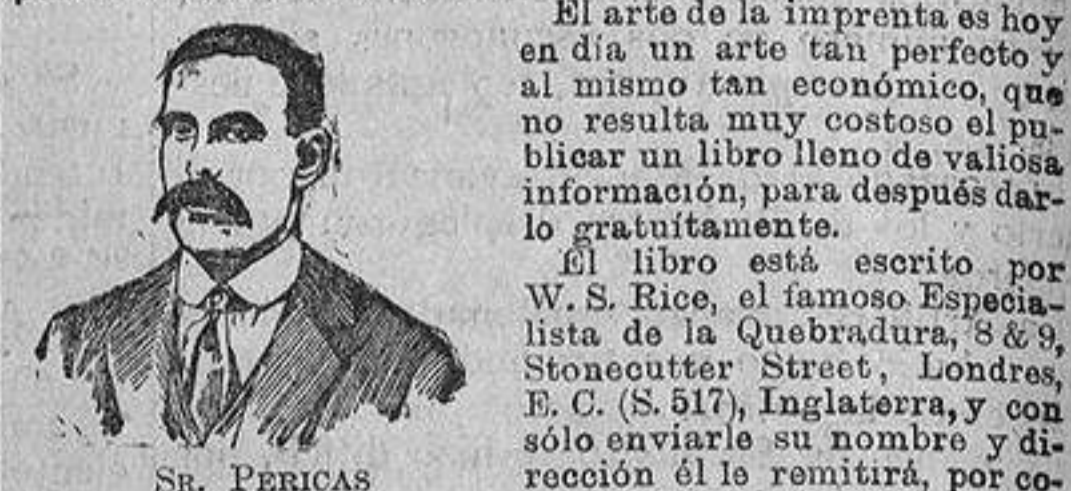 El arte de la imprenta es hoy
en día un arte tan perfecto y
al mismo tan económico, que
no resulta muy costoso el pu-
blicar un libro lleno de valiosa
información, para después dar-
lo gratuítamente.
El libro está escrito por
W. S. Rice, el famoso Especia-
lista de la Quebradura, 8 & 9,
Stonecutter Street, Londres,
E. C. (S. 517), Inglaterra, y con
sólo enviarle su nombre y di-
rección él le remitirá, por co-
SR. PERICAS